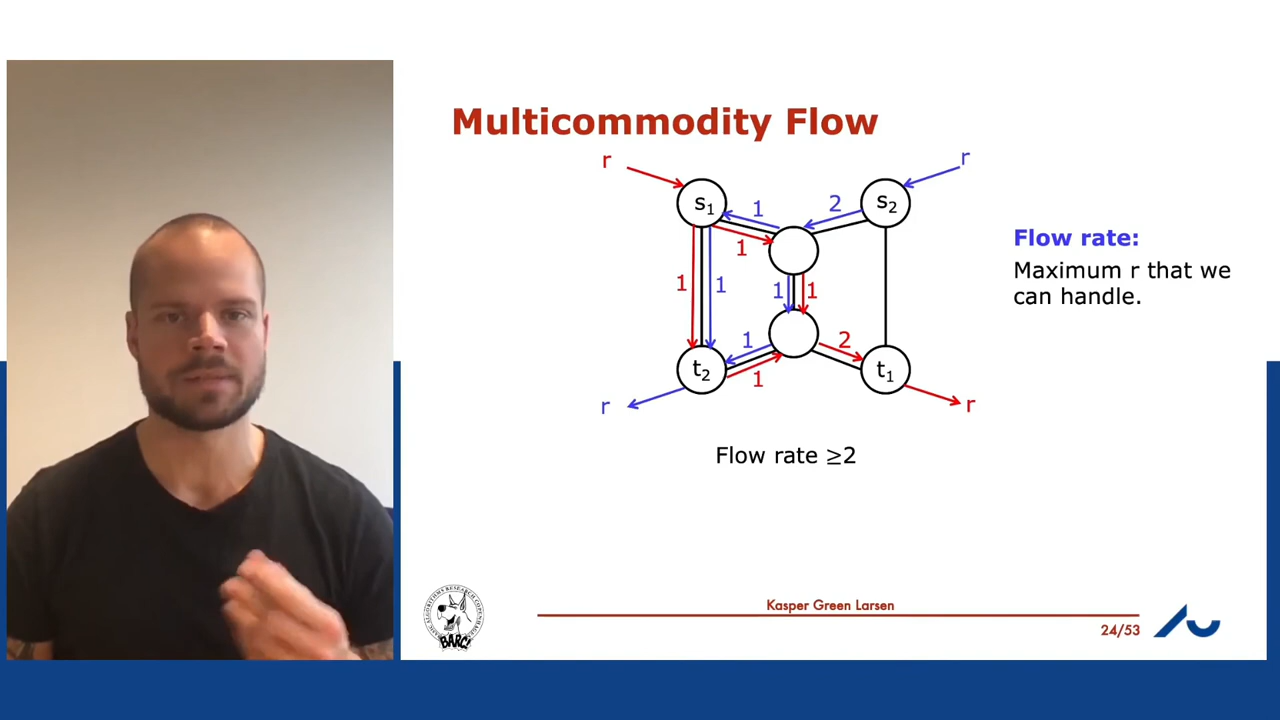 Multicommodity Flow
r
r
s1
s2
1
2
1
1
1
1
1
1
2
1
t2
t1
r
r
Flow rate:
Maximum r that we
can handle.
Flow rate ≥2
BARC!
Kasper Green Larsen
24/53